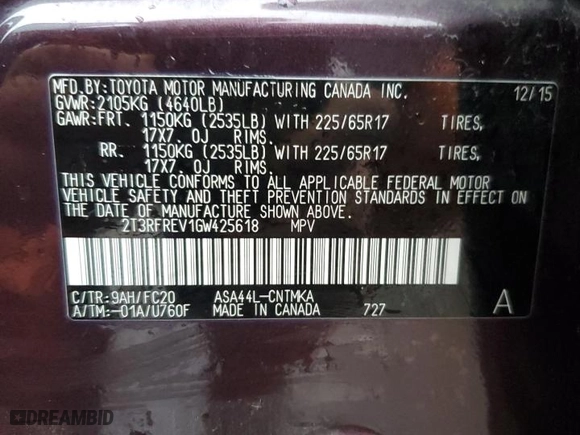 MFD.BY:TOYOTA MOTOR MANUFACTURING CANADA INC. 12/15
GVWR:2105KG (4640LB)
GAWR:FRT. 1150KG (2535LB) WITH 225/65R17 TIRES,
17X7.0J RIMS.
RR. 1150KG (2535LB) WITH 225/65R17 TIRES,
17X7.0J RIMS.
THIS VEHICLE CONFORMS TO ALL APPLICABLE FEDERAL MOTOR
VEHICLE SAFETY AND THEFT PREVENTION STANDARDS IN EFFECT ON
THE DATE OF MANUFACTURE SHOWN ABOVE.
2T3RFREV1GW425618 MPV
C/TR:9AH/FC20 ASA44L-CNTMKA A
A/TM:-01A/U760F MADE IN CANADA 727
DREAMBID